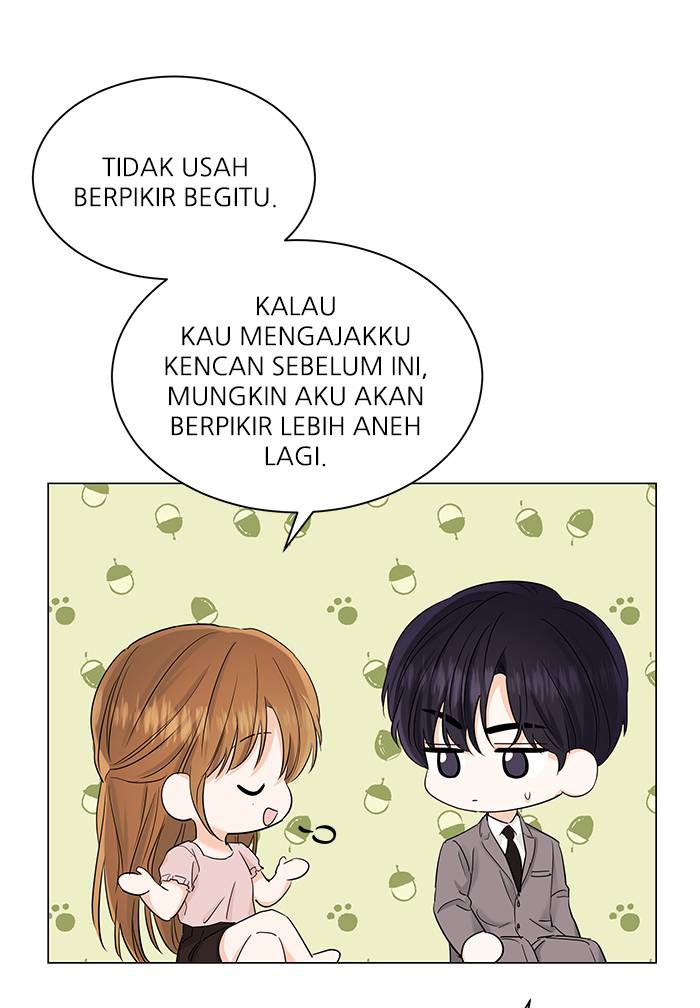 TIDAK USAH
BERPIKIR BEGITU.
KALAU
KAU MENGAJAKKU
KENCAN SEBELUM INI,
MUNGKIN AKU AKAN
BERPIKIR LEBIH ANEH
LAGI.